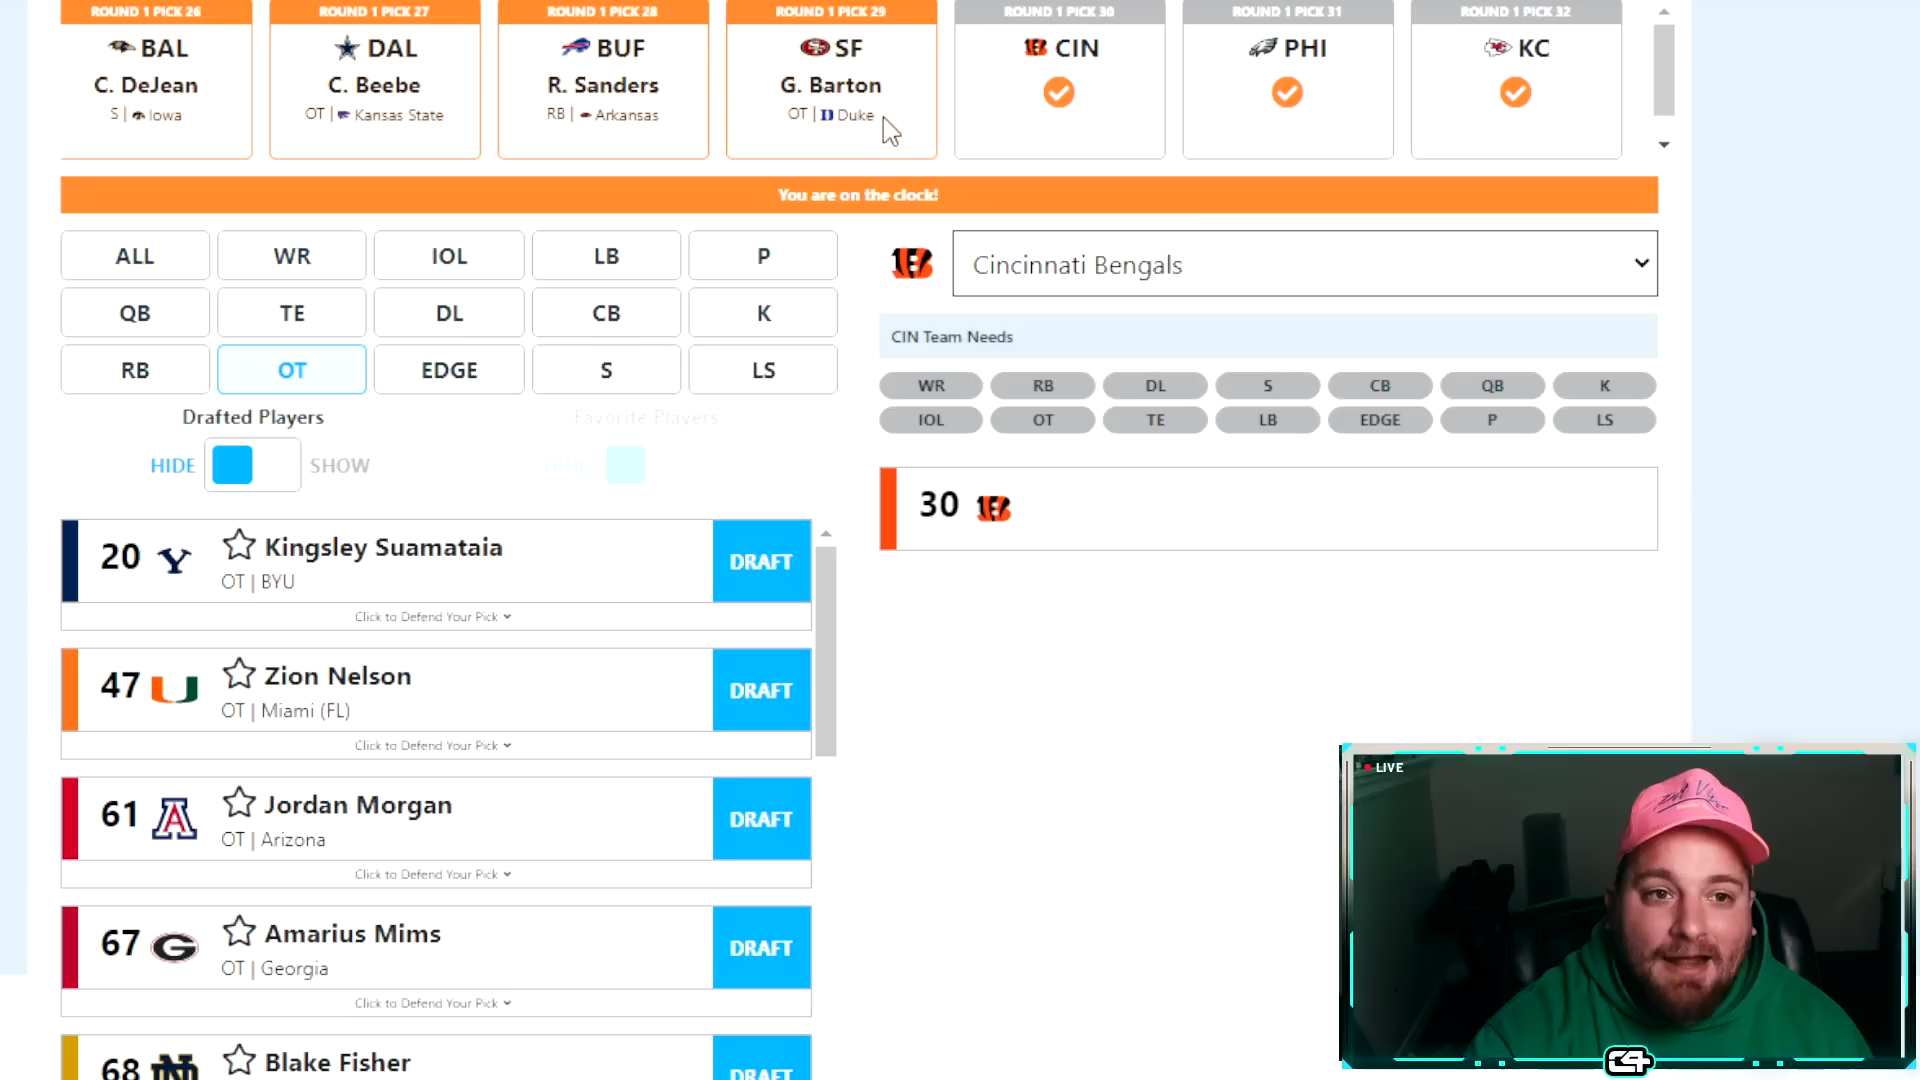 ROUND 1 PICK 26
BAL
C. DeJean
S | Iowa
ROUND 1 PICK 27
DAL
C. Beebe
OT | Kansas State
ROUND 1 PICK 28
BUF
R. Sanders
RB | Arkansas
ROUND 1 PICK 29
SF
G. Barton
OT | D Duke
ROUND 1 PICK 30
CIN
ROUND 1 PICK 31
PHI
ROUND 1 PICK 32
KC
You are on the clock!
ALL WR IOL LB P
QB TE DL CB K
RB OT EDGE S LS
Drafted Players
HIDE SHOW
Favorite Players
Cincinnati Bengals
CIN Team Needs
WR RB DL S CB QB K
IOL OT TE LB EDGE P LS
30
20 Y Kingsley Suamataia
OT | BYU
DRAFT
Click to Defend Your Pick
47 U Zion Nelson
OT | Miami (FL)
DRAFT
Click to Defend Your Pick
61 A Jordan Morgan
OT | Arizona
DRAFT
Click to Defend Your Pick
67 G Amarius Mims
OT | Georgia
DRAFT
Click to Defend Your Pick
68 ND Blake Fisher
DRAFT
LIVE